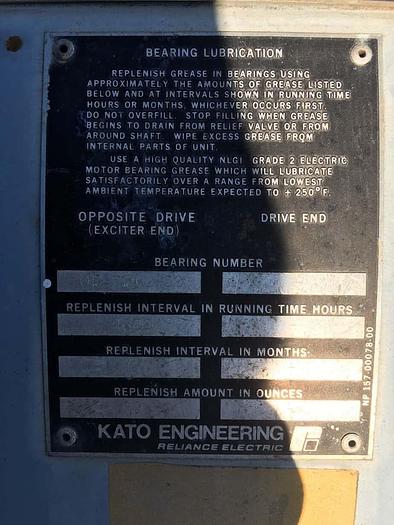 BEARING LUBRICATION
REPLENISH GREASE IN BEARINGS USING
APPROXIMATELY THE AMOUNTS OF GREASE LISTED
BELOW AND AT INTERVALS SHOWN IN RUNNING TIME
HOURS OR MONTHS, WHICHEVER OCCURS FIRST.
DO NOT OVERFILL. STOP FILLING WHEN GREASE
BEGINS TO DRAIN FROM RELIEF VALVE OR FROM
AROUND SHAFT. WIPE EXCESS GREASE FROM
INTERNAL PARTS OF UNIT.
USE A HIGH QUALITY NLGI GRADE 2 ELECTRIC
MOTOR BEARING GREASE WHICH WILL LUBRICATE
SATISFACTORILY OVER A RANGE FROM LOWEST
AMBIENT TEMPERATURE EXPECTED TO + 250°F.
OPPOSITE DRIVE DRIVE END
(EXCITER END)
BEARING NUMBER
REPLENISH INTERVAL IN RUNNING TIME HOURS
REPLENISH INTERVAL IN MONTHS
REPLENISH AMOUNT IN OUNCES
KATO ENGINEERING
RELIANCE ELECTRIC
NP 157-00078-00